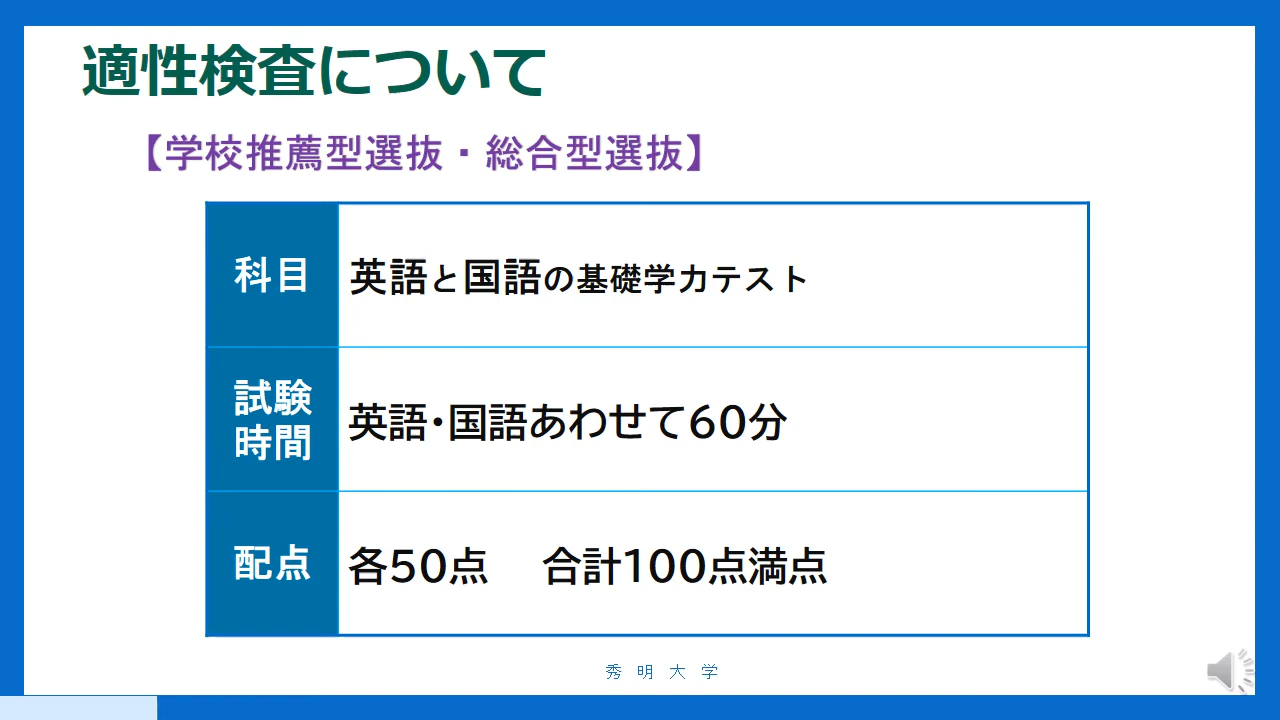 適性検査について
【学校推薦型選抜・総合型選抜】
科目
英語と国語の基礎学力テスト
試験
時間
英語・国語あわせて60分
配点
各50点　合計100点満点
秀明大学